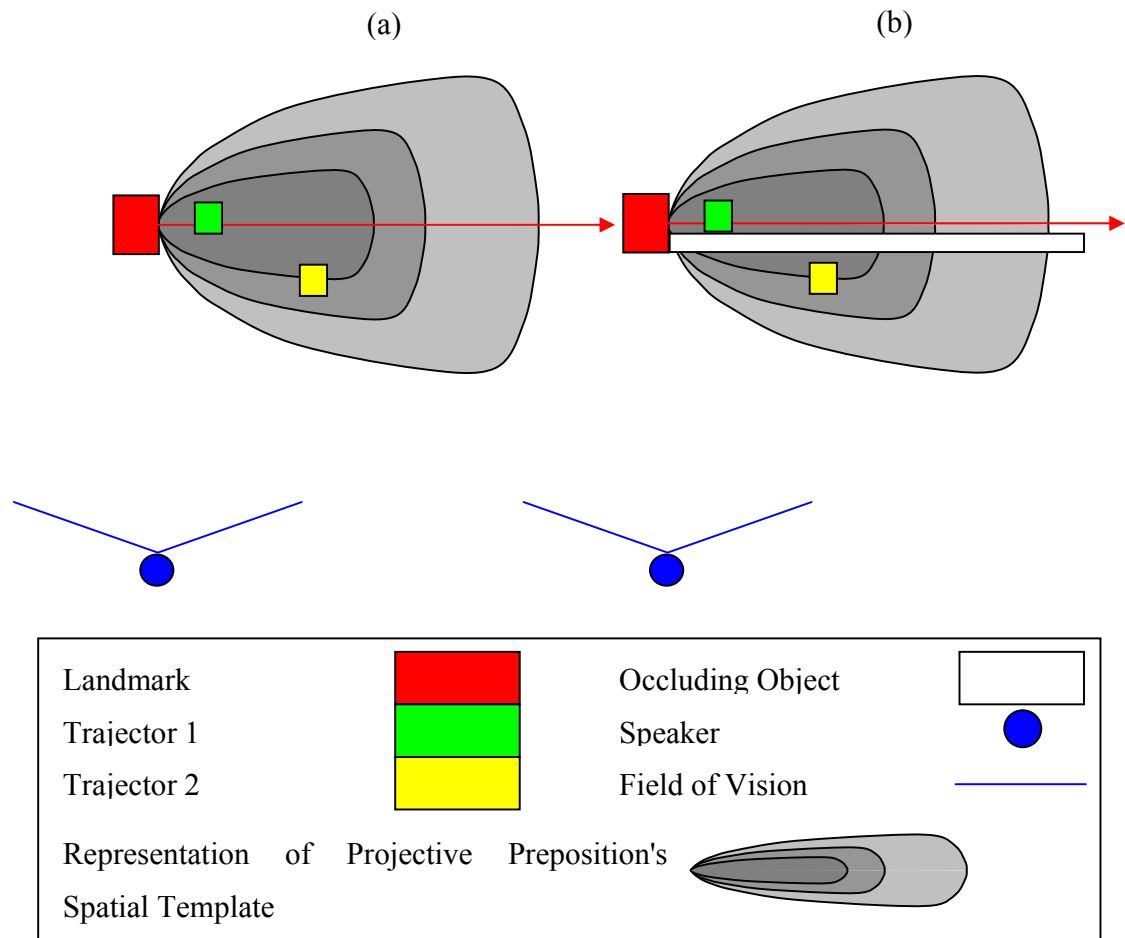 (a) (b)
Landmark Occluding Object
Trajector 1 Speaker
Trajector 2 Field of Vision
Representation of Projective Preposition's
Spatial Template